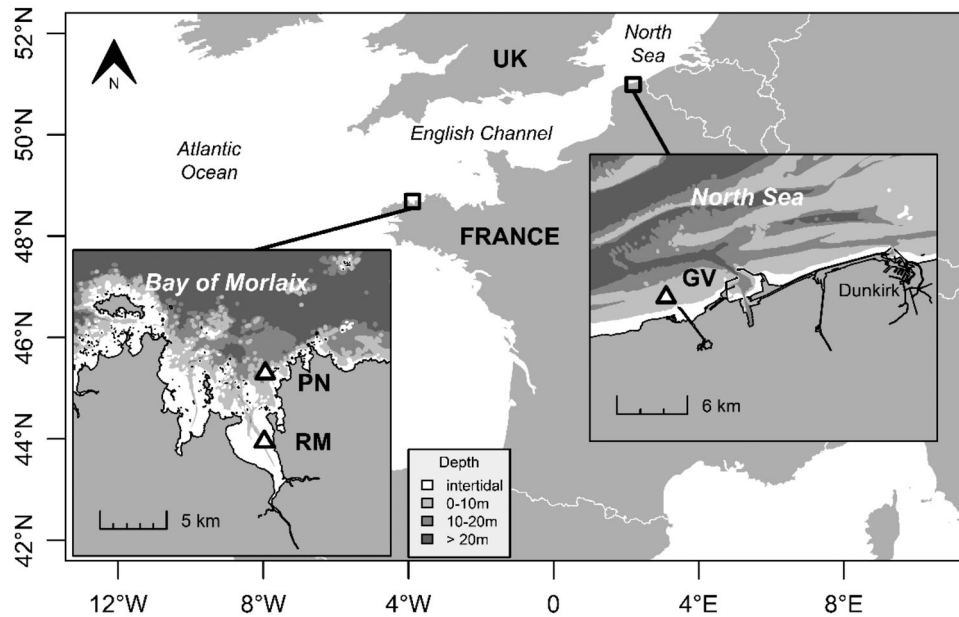 52°N
50°N
48°N
46°N
44°N
42°N
12°W
8°W
4°W
0
4°E
8°E
N
UK
North
Sea
English Channel
Atlantic
Ocean
FRANCE
North Sea
GV
Dunkirk
6 km
Bay of Morlaix
PN
RM
5 km
Depth
intertidal
0-10m
10-20m
> 20m